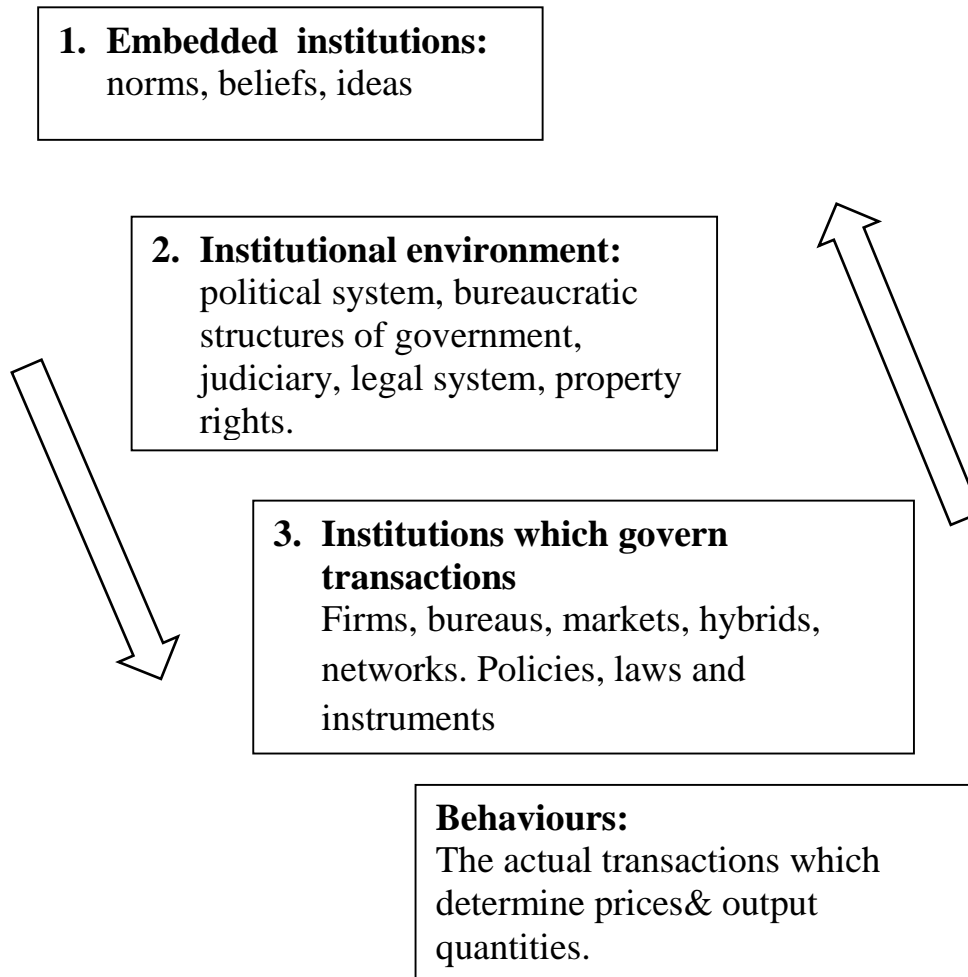 1. Embedded institutions:
norms, beliefs, ideas
2. Institutional environment:
political system, bureaucratic
structures of government,
judiciary, legal system, property
rights.
3. Institutions which govern
transactions
Firms, bureaus, markets, hybrids,
networks. Policies, laws and
instruments
Behaviours:
The actual transactions which
determine prices& output
quantities.